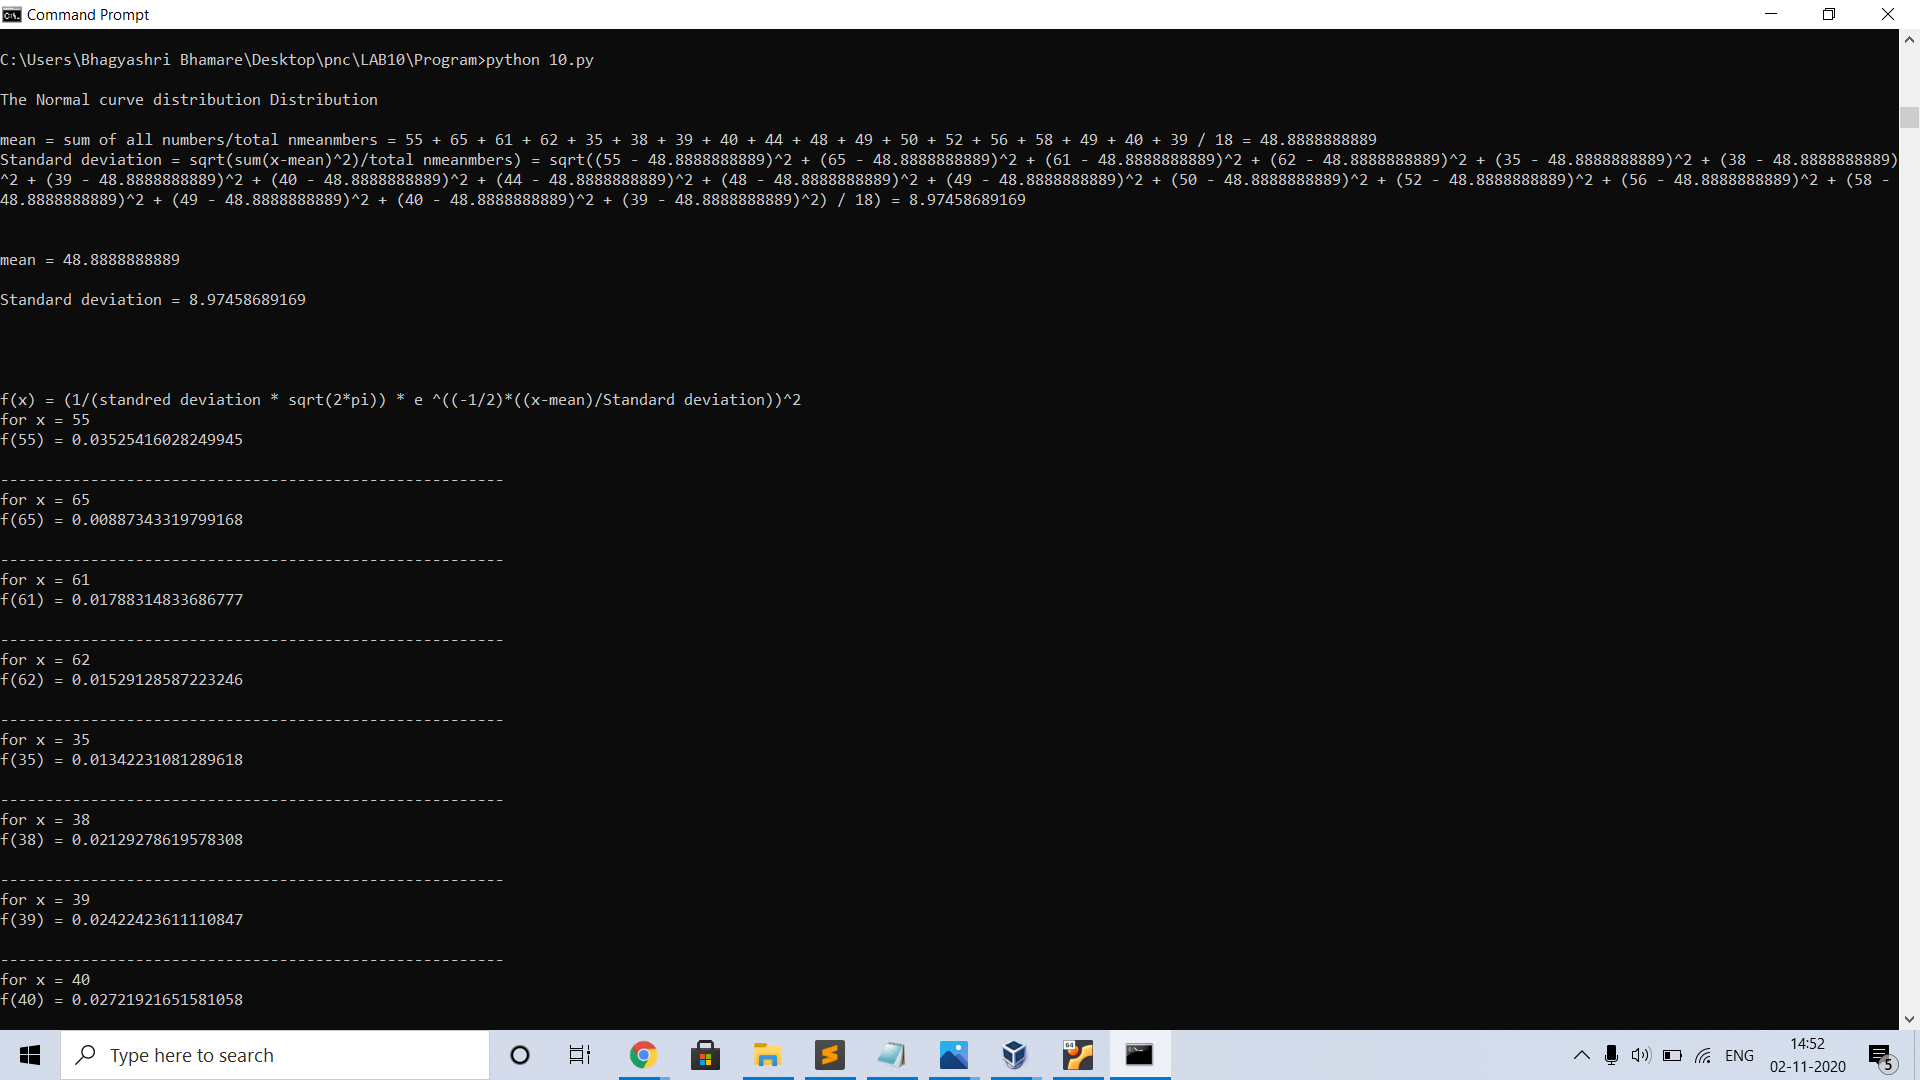 Command Prompt
C:\Users\Bhagyashri Bhamare\Desktop\pnc\LAB10\Program>python 10.py
The Normal curve distribution Distribution
mean = sum of all numbers/total nmeanmbers = 55 + 65 + 61 + 62 + 35 + 38 + 39 + 40 + 44 + 48 + 49 + 50 + 52 + 56 + 58 + 49 + 40 + 39 / 18 = 48.8888888889
Standard deviation = sqrt(sum(x-mean)^2)/total nmeanmbers) = sqrt((55 - 48.8888888889)^2 + (65 - 48.8888888889)^2 + (61 - 48.8888888889)^2 + (62 - 48.8888888889)^2 + (35 - 48.8888888889)^2 + (38 - 48.8888888889)
^2 + (39 - 48.8888888889)^2 + (40 - 48.8888888889)^2 + (44 - 48.8888888889)^2 + (48 - 48.8888888889)^2 + (49 - 48.8888888889)^2 + (50 - 48.8888888889)^2 + (52 - 48.8888888889)^2 + (56 - 48.8888888889)^2 + (58 -
48.8888888889)^2 + (49 - 48.8888888889)^2 + (40 - 48.8888888889)^2 + (39 - 48.8888888889)^2) / 18) = 8.97458689169
mean = 48.8888888889
Standard deviation = 8.97458689169
f(x) = (1/(standred deviation * sqrt(2*pi)) * e ^((-1/2)*((x-mean)/Standard deviation))^2
for x = 55
f(55) = 0.03525416028249945
--------------------------------------------------------
for x = 65
f(65) = 0.00887343319799168
--------------------------------------------------------
for x = 61
f(61) = 0.01788314833686777
--------------------------------------------------------
for x = 62
f(62) = 0.01529128587223246
--------------------------------------------------------
for x = 35
f(35) = 0.01342231081289618
--------------------------------------------------------
for x = 38
f(38) = 0.02129278619578308
--------------------------------------------------------
for x = 39
f(39) = 0.02422423611110847
--------------------------------------------------------
for x = 40
f(40) = 0.02721921651581058
Type here to search
64
ENG
14:52
02-11-2020
5